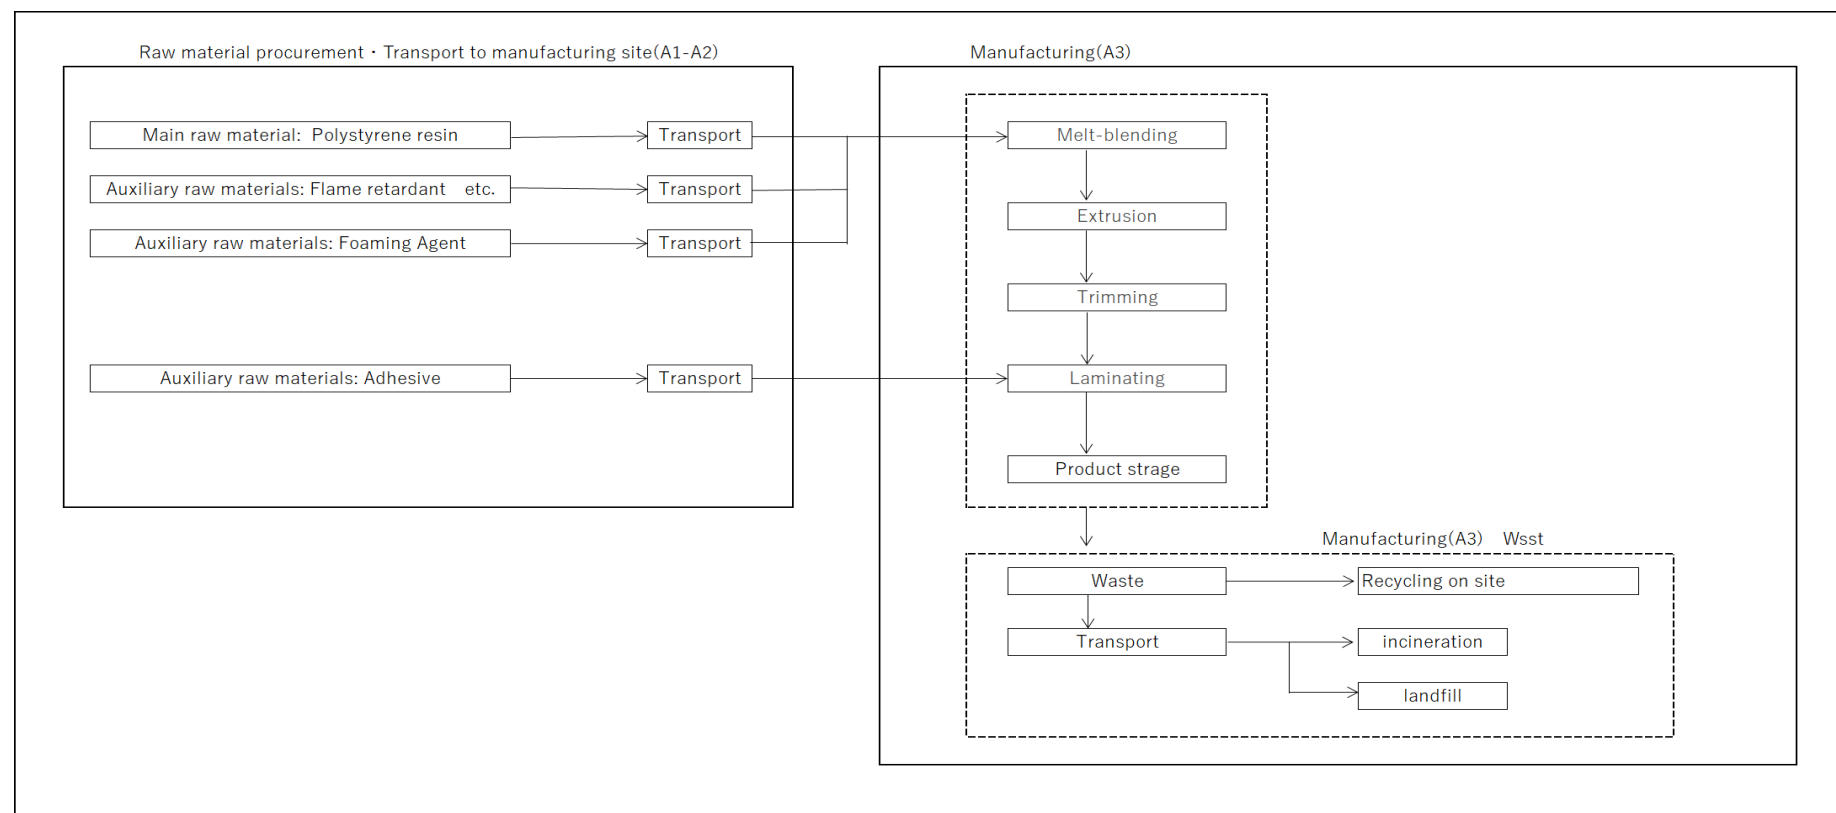 Raw material procurement・Transport to manufacturing site(A1-A2)
Main raw material: Polystyrene resin
Transport
Auxiliary raw materials: Flame retardant　etc.
Transport
Auxiliary raw materials: Foaming Agent
Transport
Auxiliary raw materials: Adhesive
Transport
Manufacturing(A3)
Melt-blending
Extrusion
Trimming
Laminating
Product strage
Manufacturing(A3)　Wsst
Waste
Recycling on site
Transport
incineration
landfill